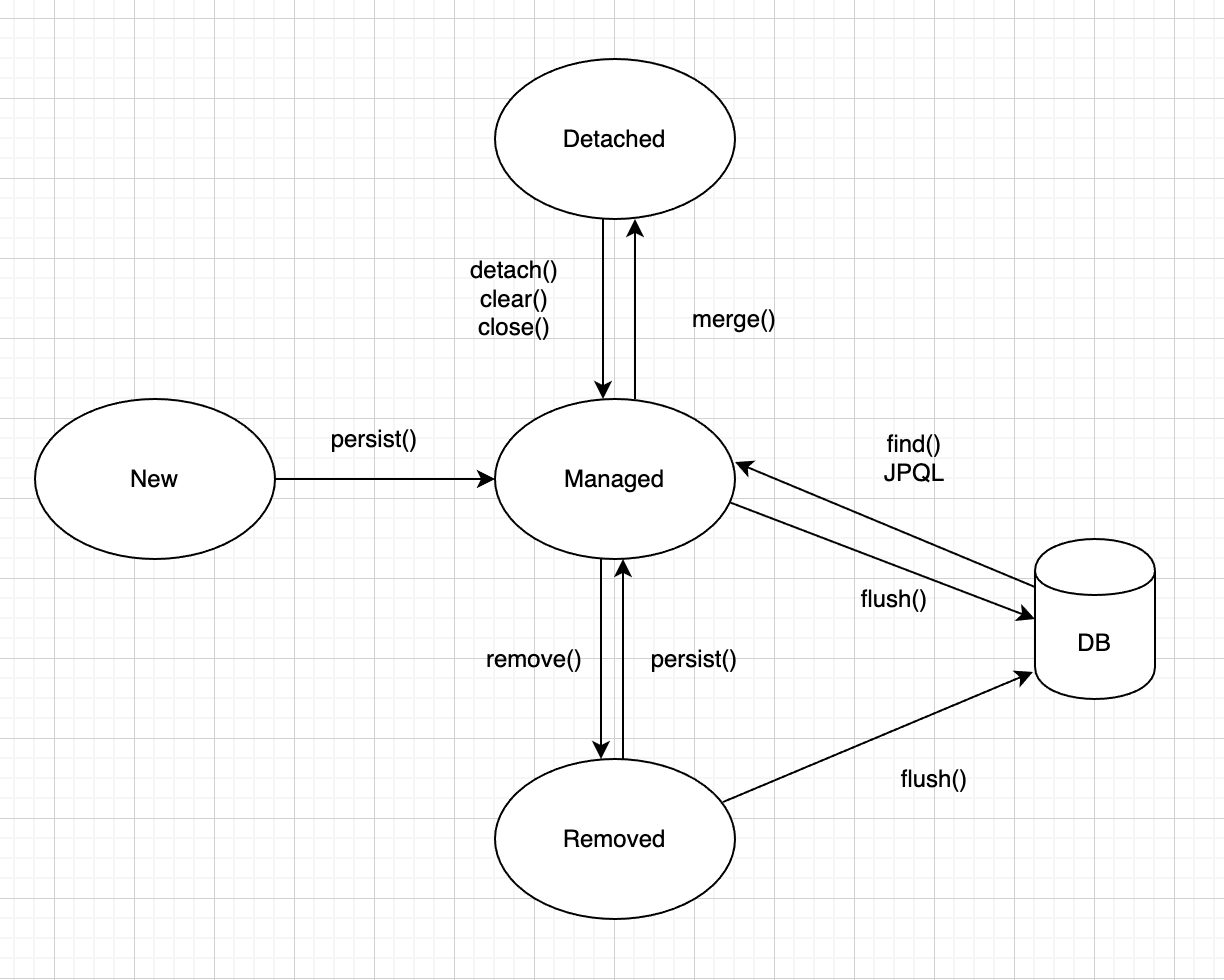 Detached
detach()
clear()
close()
merge()
New
persist()
Managed
find()
JPQL
flush()
DB
remove()
persist()
flush()
Removed